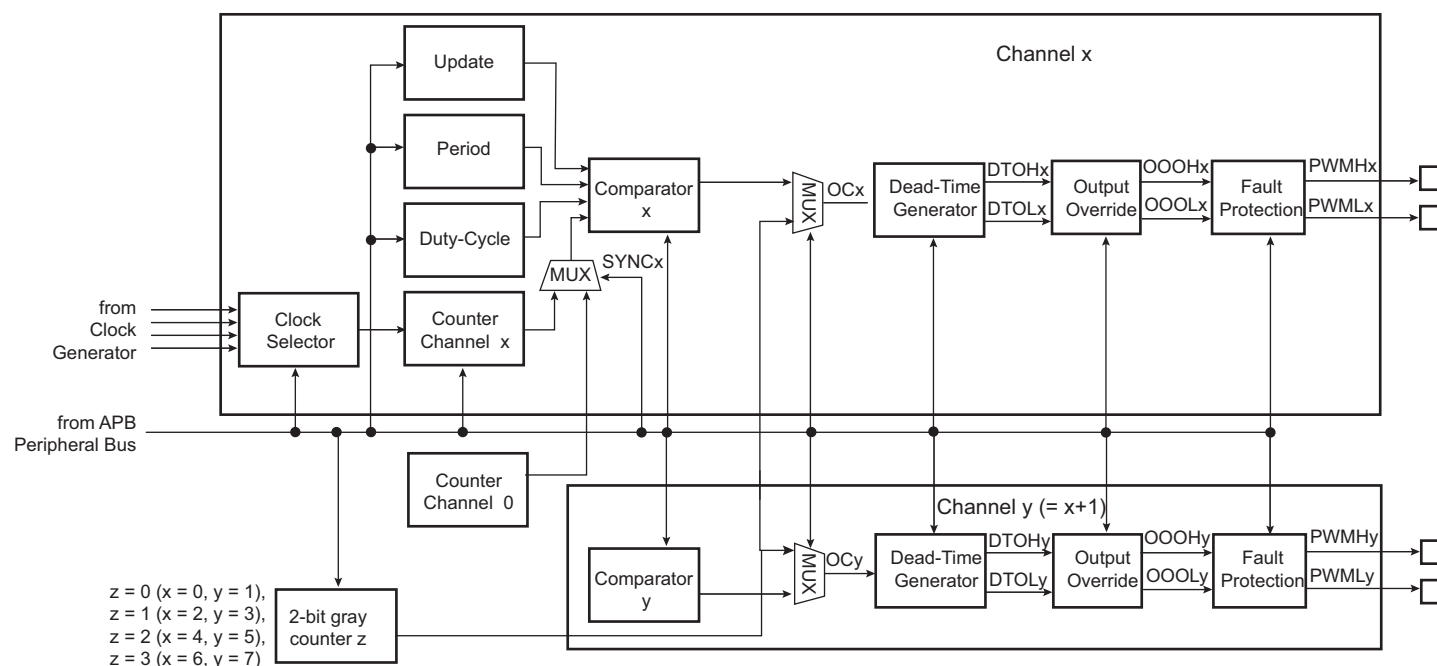 Channel x
Update
Period
Duty-Cycle
Comparator
x
MUX
SYNCx
MUX
OCx
Dead-Time
Generator
DTOHx
DTOLx
Output
Override
OOOHx
OOOLx
Fault
Protection
PWMHx
PWMLx
from
Clock
Generator
Clock
Selector
Counter
Channel x
from APB
Peripheral Bus
Counter
Channel 0
Channel y (= x+1)
Comparator
y
MUX
OCy
Dead-Time
Generator
DTOHy
DTOLy
Output
Override
OOOHy
OOOLy
Fault
Protection
PWMHy
PWMLy
z = 0 (x = 0, y = 1),
z = 1 (x = 2, y = 3),
z = 2 (x = 4, y = 5),
z = 3 (x = 6, y = 7)
2-bit gray
counter z